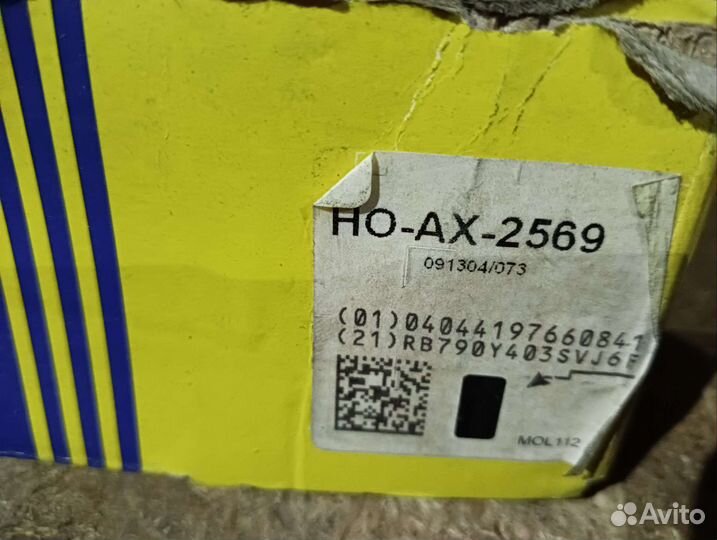 HO-AX-2569
091304/073
(01)04044197660841
(21)RB790Y403SVJ6F
MOL112
Avito